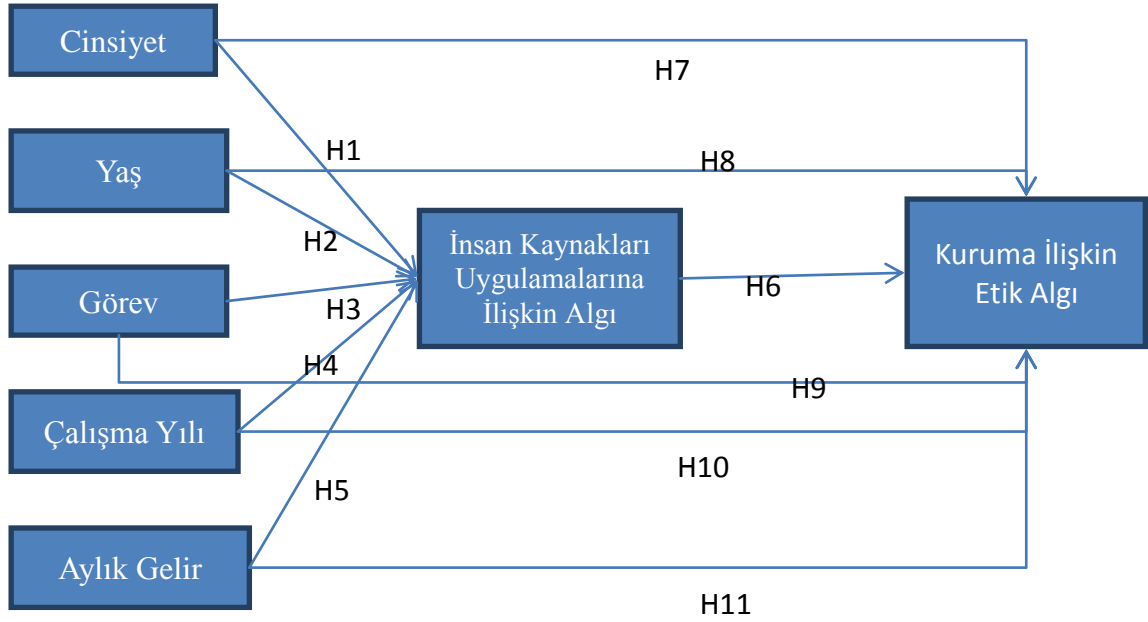 Cinsiyet
H7
Yaş
H1
H8
H2
İnsan Kaynakları
Uygulamalarına
İlişkin Algı
Kuruma İlişkin
Etik Algı
H6
Görev
H3
H4
H9
Çalışma Yılı
H10
H5
Aylık Gelir
H11